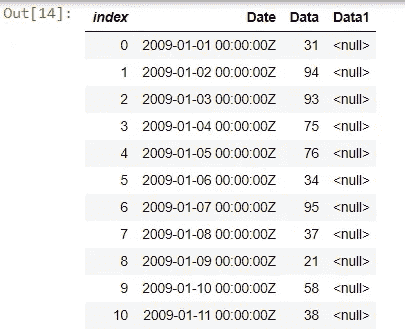 Out[14]:
index Date Data Data1
0 2009-01-01 00:00:00Z 31 <null>
1 2009-01-02 00:00:00Z 94 <null>
2 2009-01-03 00:00:00Z 93 <null>
3 2009-01-04 00:00:00Z 75 <null>
4 2009-01-05 00:00:00Z 76 <null>
5 2009-01-06 00:00:00Z 34 <null>
6 2009-01-07 00:00:00Z 95 <null>
7 2009-01-08 00:00:00Z 37 <null>
8 2009-01-09 00:00:00Z 21 <null>
9 2009-01-10 00:00:00Z 58 <null>
10 2009-01-11 00:00:00Z 38 <null>